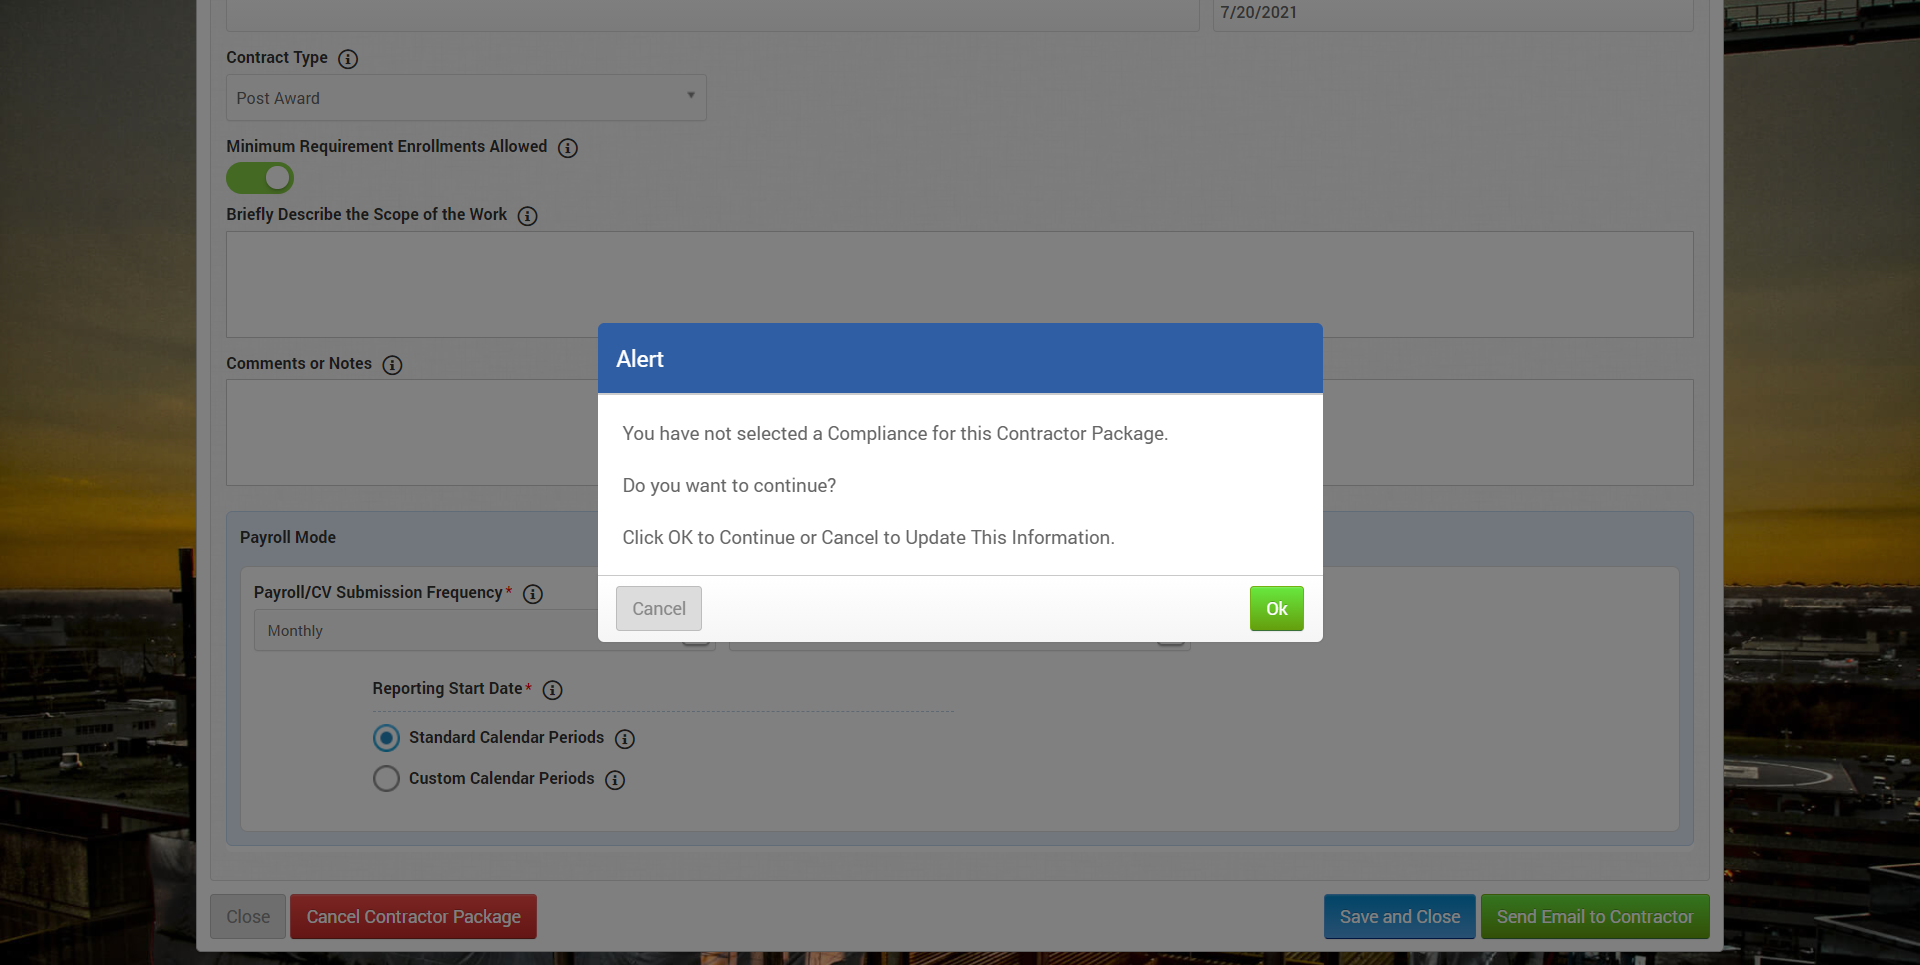 7/20/2021
Contract Type
Post Award
Minimum Requirement Enrollments Allowed
Briefly Describe the Scope of the Work
Comments or Notes
Alert
You have not selected a Compliance for this Contractor Package.
Do you want to continue?
Click OK to Continue or Cancel to Update This Information.
Cancel
Ok
Payroll Mode
Payroll/CV Submission Frequency*
Monthly
Reporting Start Date*
Standard Calendar Periods
Custom Calendar Periods
Close
Cancel Contractor Package
Save and Close
Send Email to Contractor